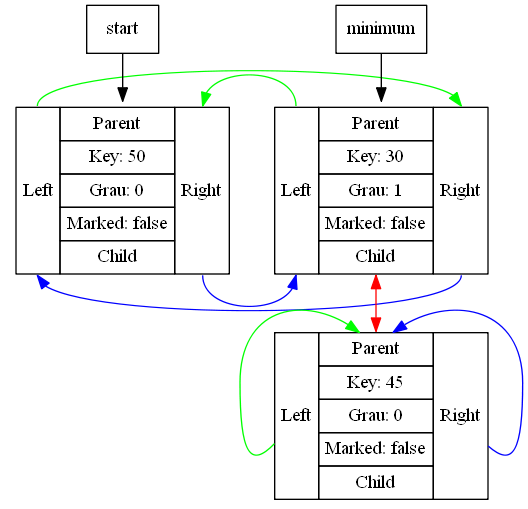 start
minimum
Left
Parent
Key: 50
Grau: 0
Marked: false
Child
Right
Left
Parent
Key: 30
Grau: 1
Marked: false
Child
Right
Left
Parent
Key: 45
Grau: 0
Marked: false
Child
Right